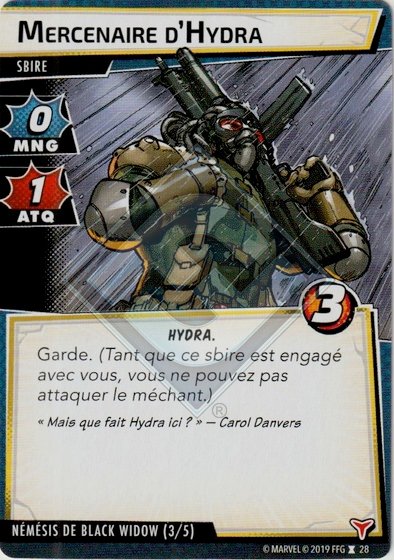 MERCENAIRE D'HYDRA
SBIRE
0
MNG
1
ATQ
3
HYDRA.
Garde. (Tant que ce sbire est engagé
avec vous, vous ne pouvez pas
attaquer le méchant.)
« Mais que fait Hydra ici ? » — Carol Danvers
®
NÉMÉSIS DE BLACK WIDOW (3/5)
© MARVEL © 2019 FFG 28